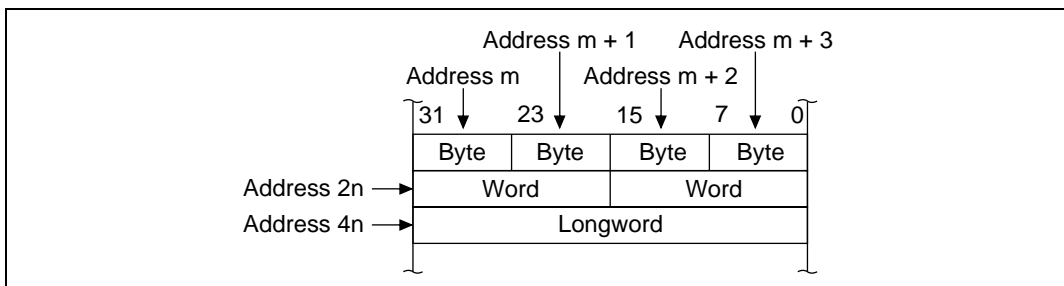 Address m + 1 Address m + 3
Address m Address m + 2
31 23 15 7 0
Byte Byte Byte Byte
Address 2n Word Word
Address 4n Longword